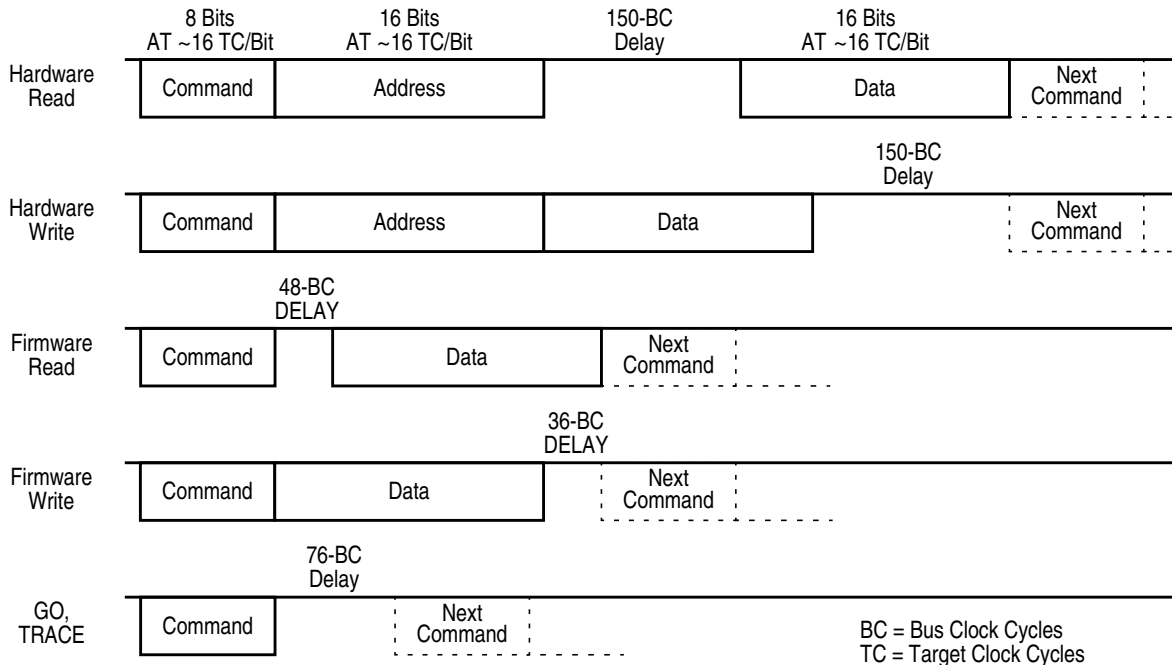 8 Bits
AT ~16 TC/Bit
16 Bits
AT ~16 TC/Bit
150-BC
Delay
16 Bits
AT ~16 TC/Bit
Hardware
Read
Command
Address
Data
Next
Command
150-BC
Delay
Hardware
Write
Command
Address
Data
Next
Command
48-BC
DELAY
Firmware
Read
Command
Data
Next
Command
36-BC
DELAY
Firmware
Write
Command
Data
Next
Command
76-BC
Delay
GO,
TRACE
Command
Next
Command
BC = Bus Clock Cycles
TC = Target Clock Cycles